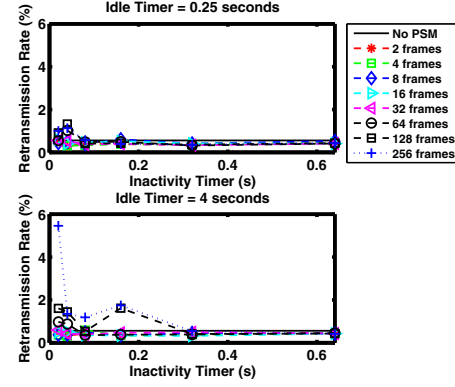 Idle Timer = 0.25 seconds
Retransmission Rate (%)
6
4
2
0
0 0.2 0.4 0.6
Inactivity Timer (s)
No PSM
2 frames
4 frames
8 frames
16 frames
32 frames
64 frames
128 frames
256 frames
Idle Timer = 4 seconds
Retransmission Rate (%)
6
4
2
0
0 0.2 0.4 0.6
Inactivity Timer (s)